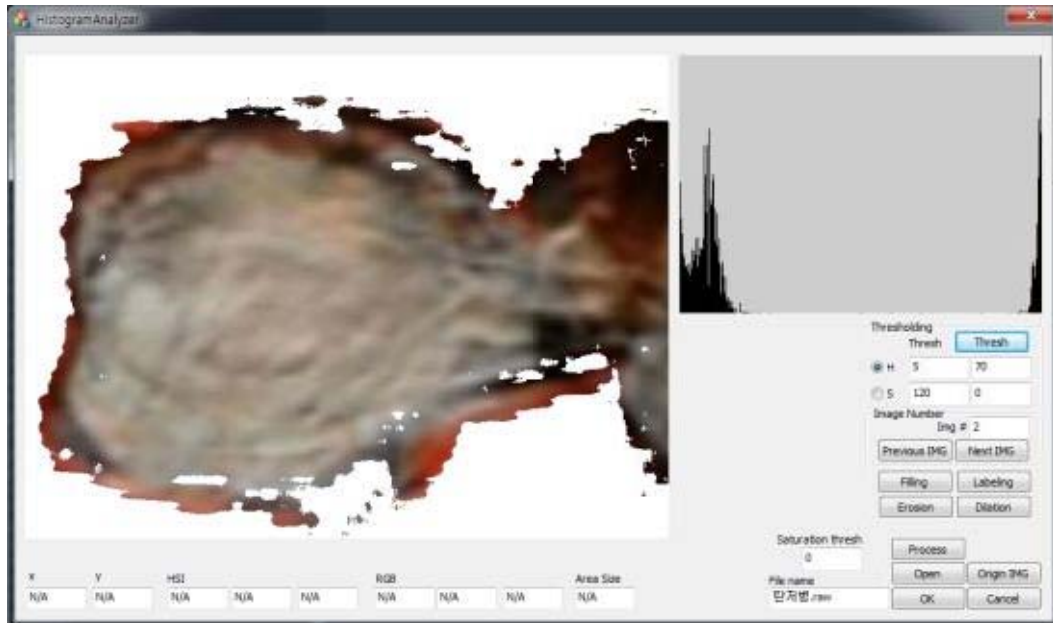 HistogramAnalyzer
Thresholding
Thresh Thresh
H 5 70
S 120 0
Image Number
Img # 2
Previous IMG Next IMG
Filling Labeling
Erosion Dilation
Saturation thresh
0
Process
Open Origin IMG
File name
탄저병.raw
OK Cancel
X Y HSI RGB Area Size
N/A N/A N/A N/A N/A N/A N/A N/A N/A